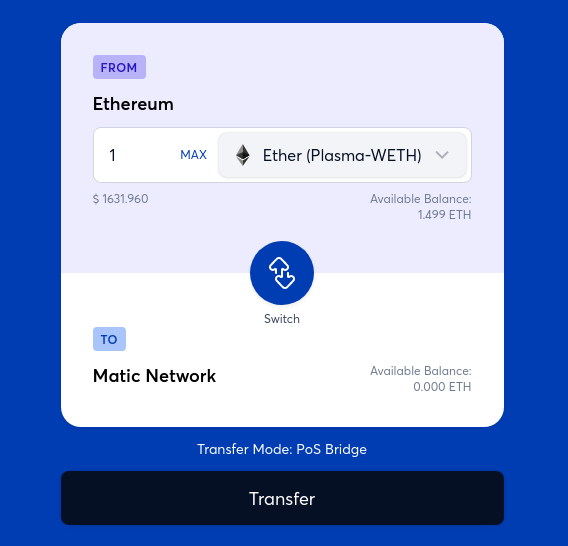 FROM
Ethereum
1 MAX Ether (Plasma-WETH)
$ 1631.960
Available Balance:
1.499 ETH
Switch
TO
Matic Network
Available Balance:
0.000 ETH
Transfer Mode: PoS Bridge
Transfer